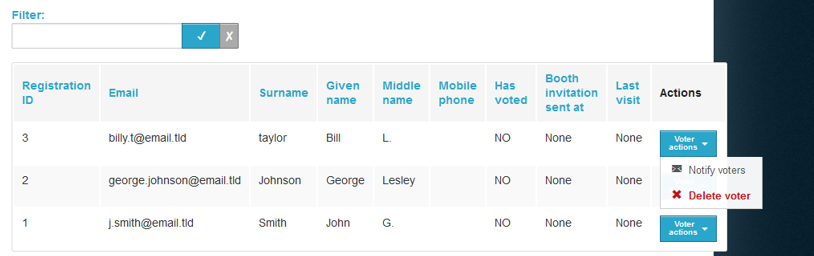 Filter:
✓ x
Registration ID Email Surname Given name Middle name Mobile phone Has voted Booth invitation sent at Last visit Actions
3 billy.t@email.tld taylor Bill L. NO None None Voter actions
Notify voters
2 george.johnson@email.tld Johnson George Lesley NO None None
Delete voter
1 j.smith@email.tld Smith John G. NO None None Voter actions